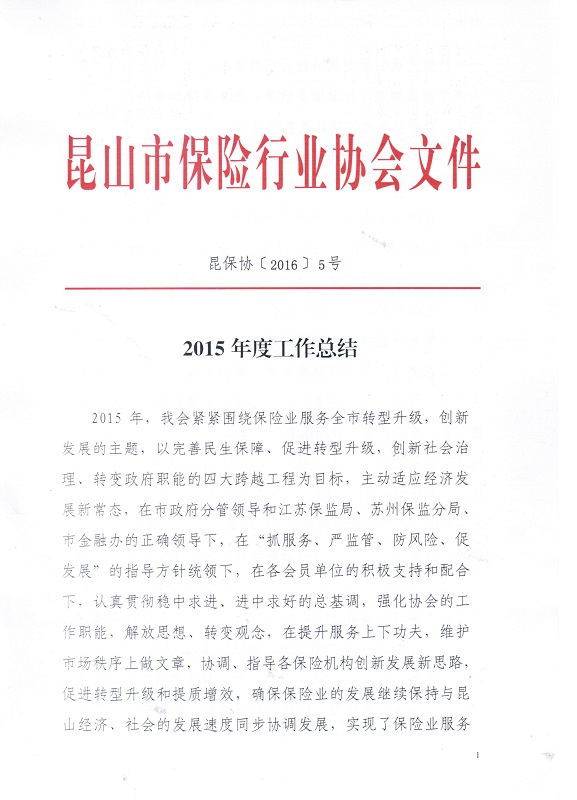 昆山市保险行业协会文件
昆保协〔2016〕5号
2015 年度工作总结
2015 年，我会紧紧围绕保险业服务全市转型升级，创新
发展的主题，以完善民生保障、促进转型升级，创新社会治
理、转变政府职能的四大跨越工程为目标，主动适应经济发
展新常态，在市政府分管领导和江苏保监局、苏州保监分局、
市金融办的正确领导下，在“抓服务、严监管、防风险、促
发展”的指导方针统领下，在各会员单位的积极支持和配合
下，认真贯彻稳中求进、进中求好的总基调，强化协会的工
作职能，解放思想、转变观念，在提升服务上下功夫，维护
市场秩序上做文章，协调、指导各保险机构创新发展新思路，
促进转型升级和提质增效，确保保险业的发展继续保持与昆
山经济、社会的发展速度同步协调发展，实现了保险业服务
1